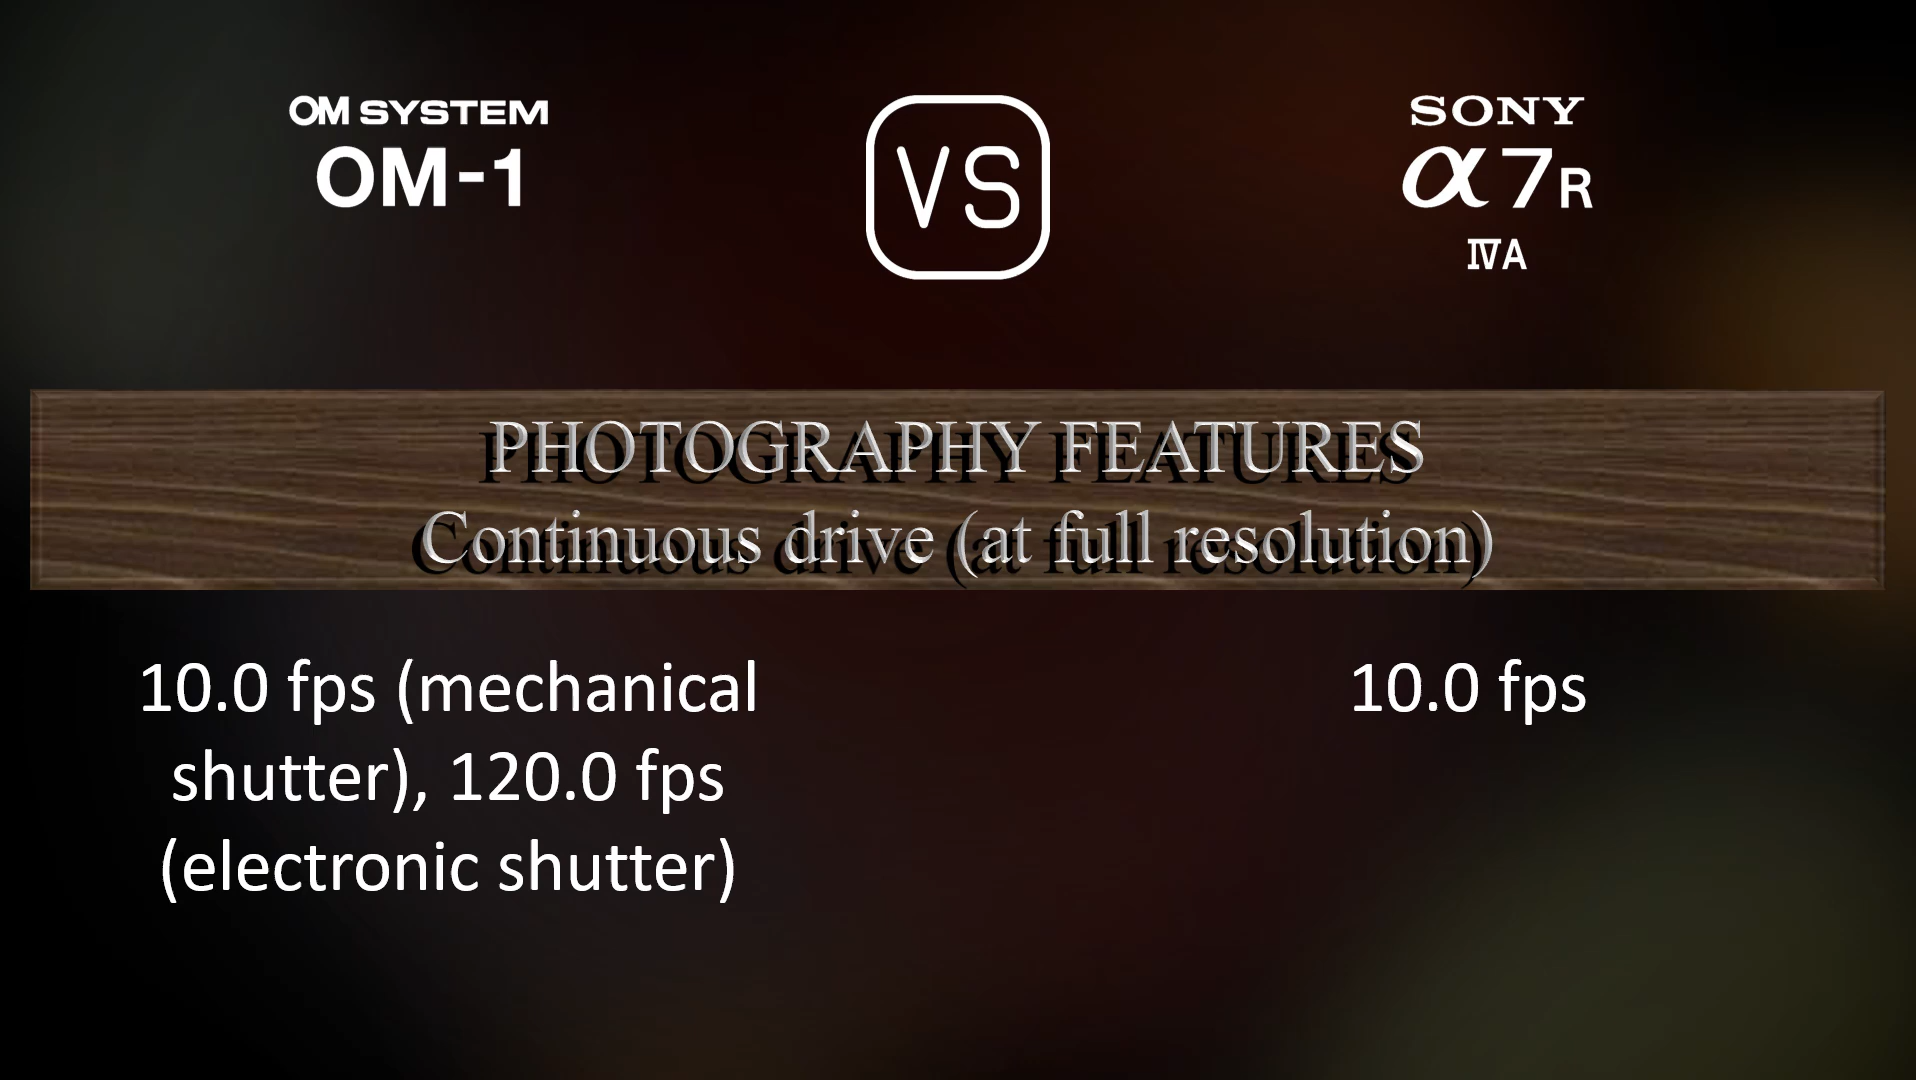 OM SYSTEM
OM-1
VS
SONY
α7R
IVA
PHOTOGRAPHY FEATURES
Continuous drive (at full resolution)
10.0 fps (mechanical
shutter), 120.0 fps
(electronic shutter)
10.0 fps